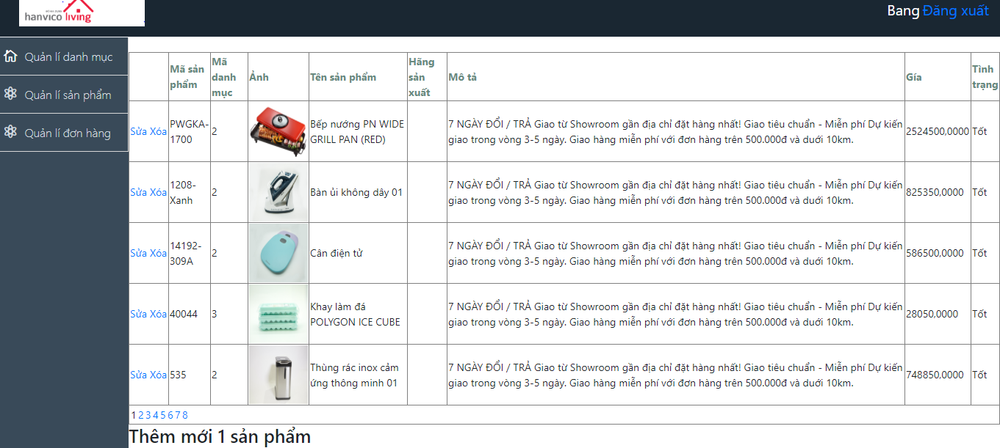 hanvico living
Bang Đăng xuất
Quản lí danh mục
Quản lí sản phẩm
Quản lí đơn hàng
Mã sản
phẩm
Mã
danh
mục
Ảnh
Tên sản phẩm
Hãng
sản
xuất
Mô tả
Gía
Tình
trạng
Sửa Xóa
PWGKA-
1700
2
Bếp nướng PN WIDE
GRILL PAN (RED)
7 NGÀY ĐỔI / TRẢ Giao từ Showroom gần địa chỉ đặt hàng nhất! Giao tiêu chuẩn - Miễn phí Dự kiến
giao trong vòng 3-5 ngày. Giao hàng miễn phí với đơn hàng trên 500.000đ và dưới 10km.
2524500,0000
Tốt
Sửa Xóa
1208-
Xanh
2
Bàn ủi không dây 01
7 NGÀY ĐỔI / TRẢ Giao từ Showroom gần địa chỉ đặt hàng nhất! Giao tiêu chuẩn - Miễn phí Dự kiến
giao trong vòng 3-5 ngày. Giao hàng miễn phí với đơn hàng trên 500.000đ và dưới 10km.
825350,0000
Tốt
Sửa Xóa
14192-
309A
2
Cân điện tử
7 NGÀY ĐỔI / TRẢ Giao từ Showroom gần địa chỉ đặt hàng nhất! Giao tiêu chuẩn - Miễn phí Dự kiến
giao trong vòng 3-5 ngày. Giao hàng miễn phí với đơn hàng trên 500.000đ và dưới 10km.
586500,0000
Tốt
Sửa Xóa
40044
3
Khay làm đá
POLYGON ICE CUBE
7 NGÀY ĐỔI / TRẢ Giao từ Showroom gần địa chỉ đặt hàng nhất! Giao tiêu chuẩn - Miễn phí Dự kiến
giao trong vòng 3-5 ngày. Giao hàng miễn phí với đơn hàng trên 500.000đ và dưới 10km.
28050,0000
Tốt
Sửa Xóa
535
2
Thùng rác inox cảm
ứng thông minh 01
7 NGÀY ĐỔI / TRẢ Giao từ Showroom gần địa chỉ đặt hàng nhất! Giao tiêu chuẩn - Miễn phí Dự kiến
giao trong vòng 3-5 ngày. Giao hàng miễn phí với đơn hàng trên 500.000đ và dưới 10km.
748850,0000
Tốt
1 2 3 4 5 6 7 8
Thêm mới 1 sản phẩm